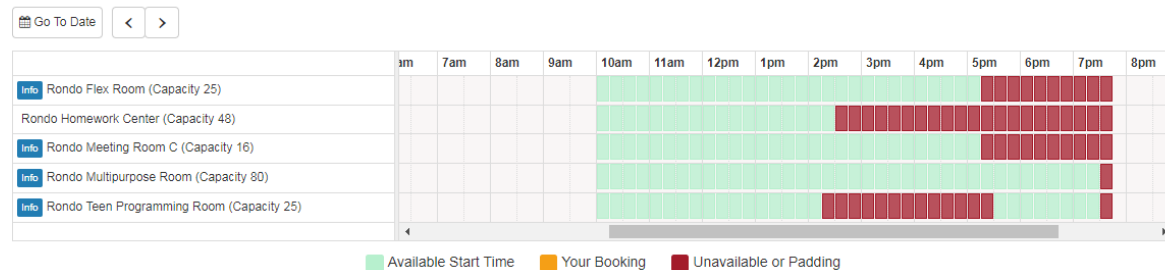 Go To Date
am 7am 8am 9am 10am 11am 12pm 1pm 2pm 3pm 4pm 5pm 6pm 7pm 8pm
Info Rondo Flex Room (Capacity 25)
Rondo Homework Center (Capacity 48)
Info Rondo Meeting Room C (Capacity 16)
Info Rondo Multipurpose Room (Capacity 80)
Info Rondo Teen Programming Room (Capacity 25)
Available Start Time Your Booking Unavailable or Padding